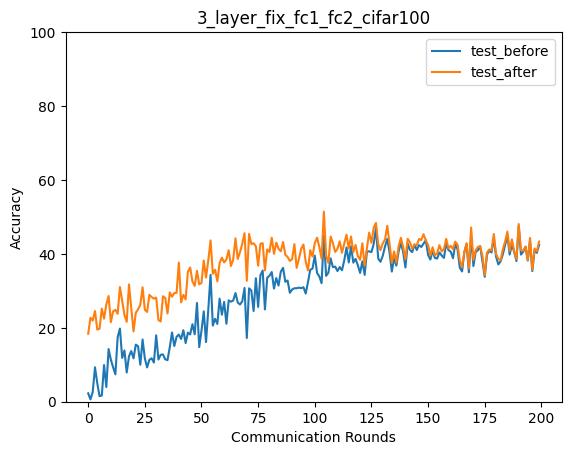 3_layer_fix_fc1_fc2_cifar100
test_before
test_after
Accuracy
100
80
60
40
20
0
0 25 50 75 100 125 150 175 200
Communication Rounds